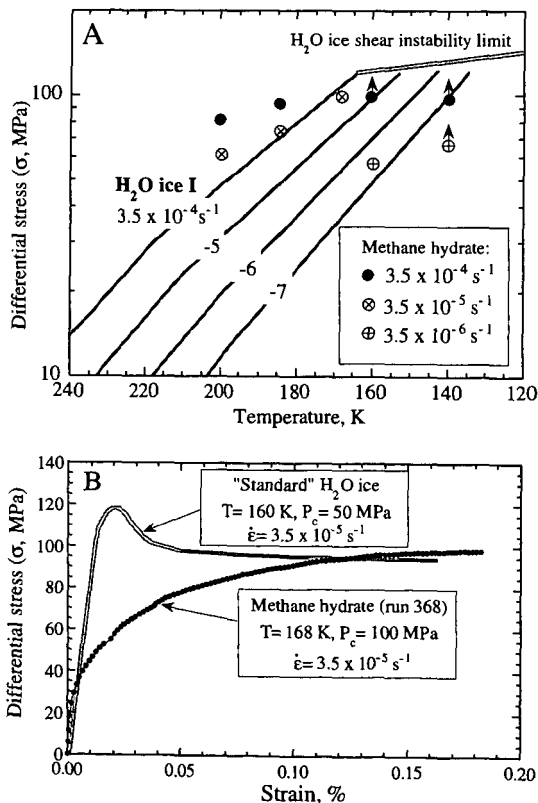 A
H₂O ice shear instability limit
100
10
Differential stress (σ, MPa)
H₂O ice I
3.5 x 10⁻⁴ s⁻¹
-5
-6
-7
Methane hydrate:
● 3.5 x 10⁻⁴ s⁻¹
⊗ 3.5 x 10⁻⁵ s⁻¹
⊕ 3.5 x 10⁻⁶ s⁻¹
240 220 200 180 160 140 120
Temperature, K
B
140
120
100
80
60
40
20
0
Differential stress (σ, MPa)
"Standard" H₂O ice
T= 160 K, P_c= 50 MPa
ε̇= 3.5 x 10⁻⁵ s⁻¹
Methane hydrate (run 368)
T= 168 K, P_c= 100 MPa
ε̇= 3.5 x 10⁻⁵ s⁻¹
0.00 0.05 0.10 0.15 0.20
Strain, %